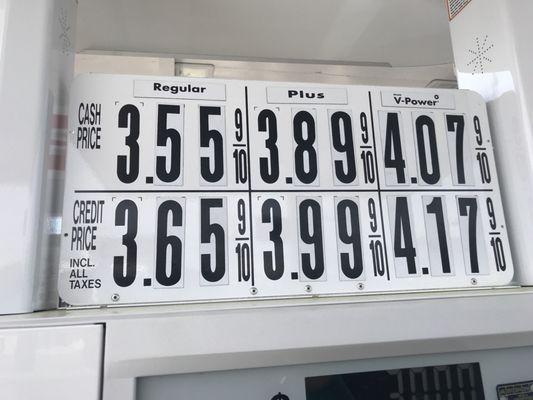 Regular Plus V-Power
CASH PRICE 3.55 9/10 3.89 9/10 4.07 9/10
CREDIT PRICE 3.65 9/10 3.99 9/10 4.17 9/10
INCL. ALL TAXES